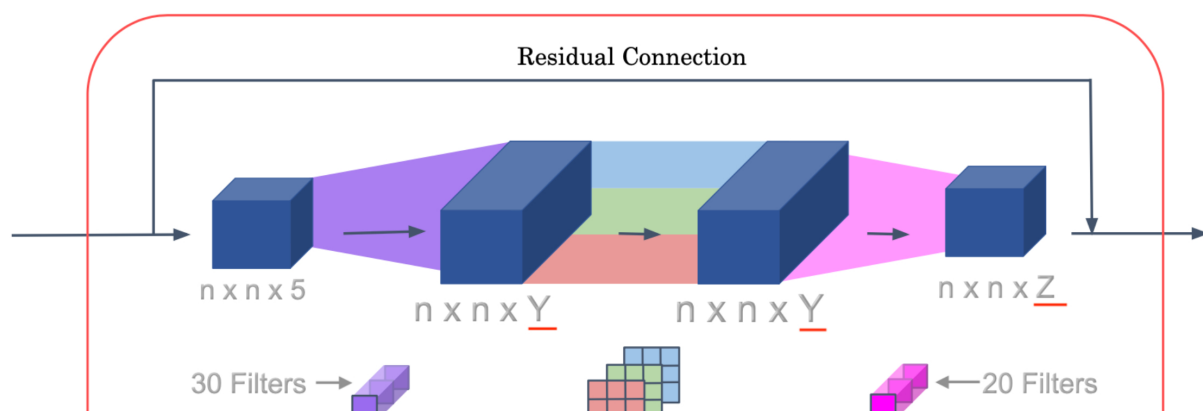 Residual Connection
n x n x 5
n x n x Y
n x n x Y
n x n x Z
30 Filters
20 Filters